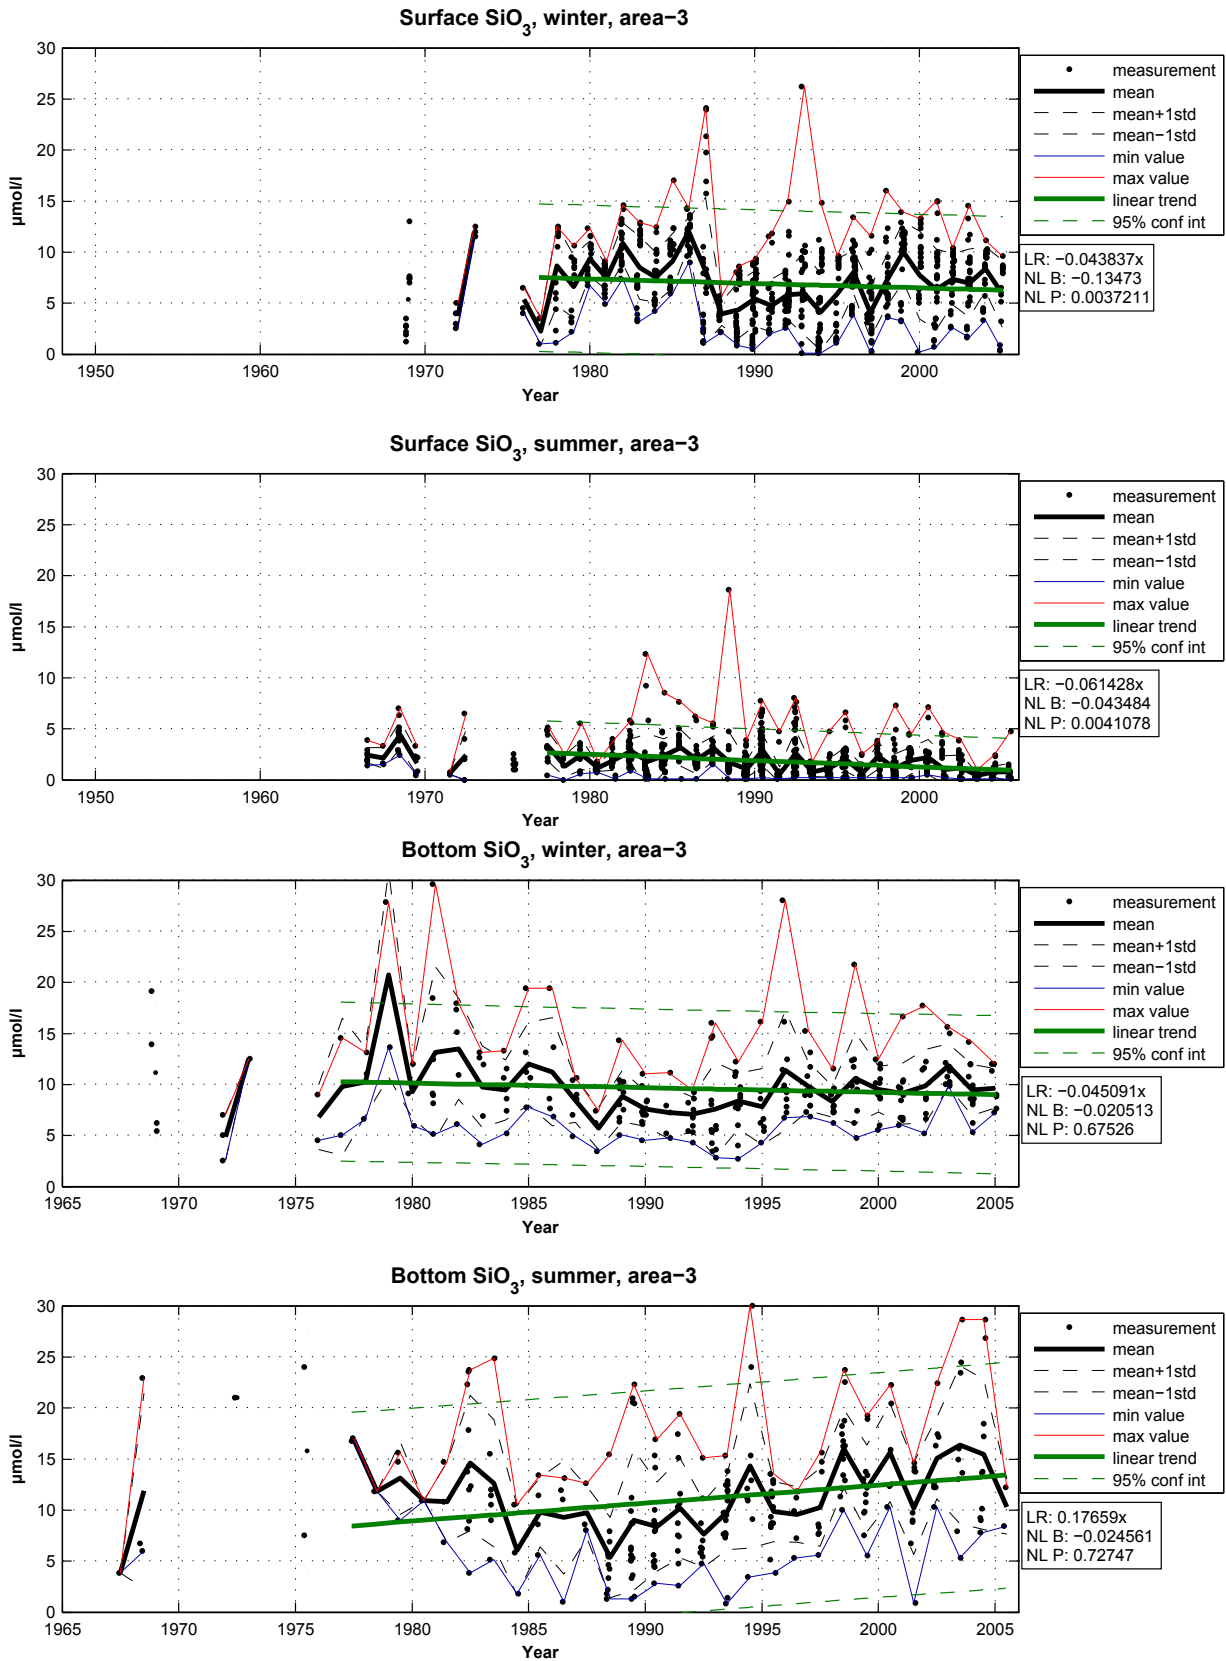 Surface SiO3, winter, area−3
30
25
20
15
10
5
0
µmol/l
1950 1960 1970 1980 1990 2000
Year
measurement
mean
mean+1std
mean−1std
min value
max value
linear trend
95% conf int
LR: −0.043837x
NL B: −0.13473
NL P: 0.0037211
Surface SiO3, summer, area−3
30
25
20
15
10
5
0
µmol/l
1950 1960 1970 1980 1990 2000
Year
measurement
mean
mean+1std
mean−1std
min value
max value
linear trend
95% conf int
LR: −0.061428x
NL B: −0.043484
NL P: 0.0041078
Bottom SiO3, winter, area−3
30
25
20
15
10
5
0
µmol/l
1965 1970 1975 1980 1985 1990 1995 2000 2005
Year
measurement
mean
mean+1std
mean−1std
min value
max value
linear trend
95% conf int
LR: −0.045091x
NL B: −0.020513
NL P: 0.67526
Bottom SiO3, summer, area−3
30
25
20
15
10
5
0
µmol/l
1965 1970 1975 1980 1985 1990 1995 2000 2005
Year
measurement
mean
mean+1std
mean−1std
min value
max value
linear trend
95% conf int
LR: 0.17659x
NL B: −0.024561
NL P: 0.72747